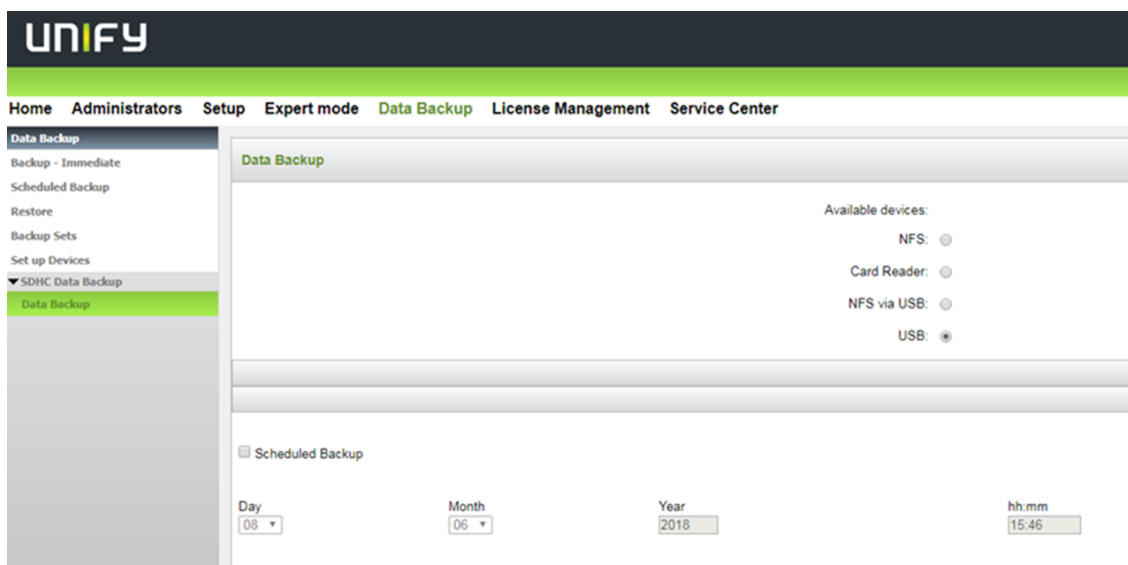 UNIFY
Home Administrators Setup Expert mode Data Backup License Management Service Center
Data Backup
Backup - Immediate
Scheduled Backup
Restore
Backup Sets
Set up Devices
SDHC Data Backup
Data Backup
Data Backup
Available devices:
NFS:
Card Reader:
NFS via USB:
USB:
Scheduled Backup
Day Month Year hh:mm
08 06 2018 15:46